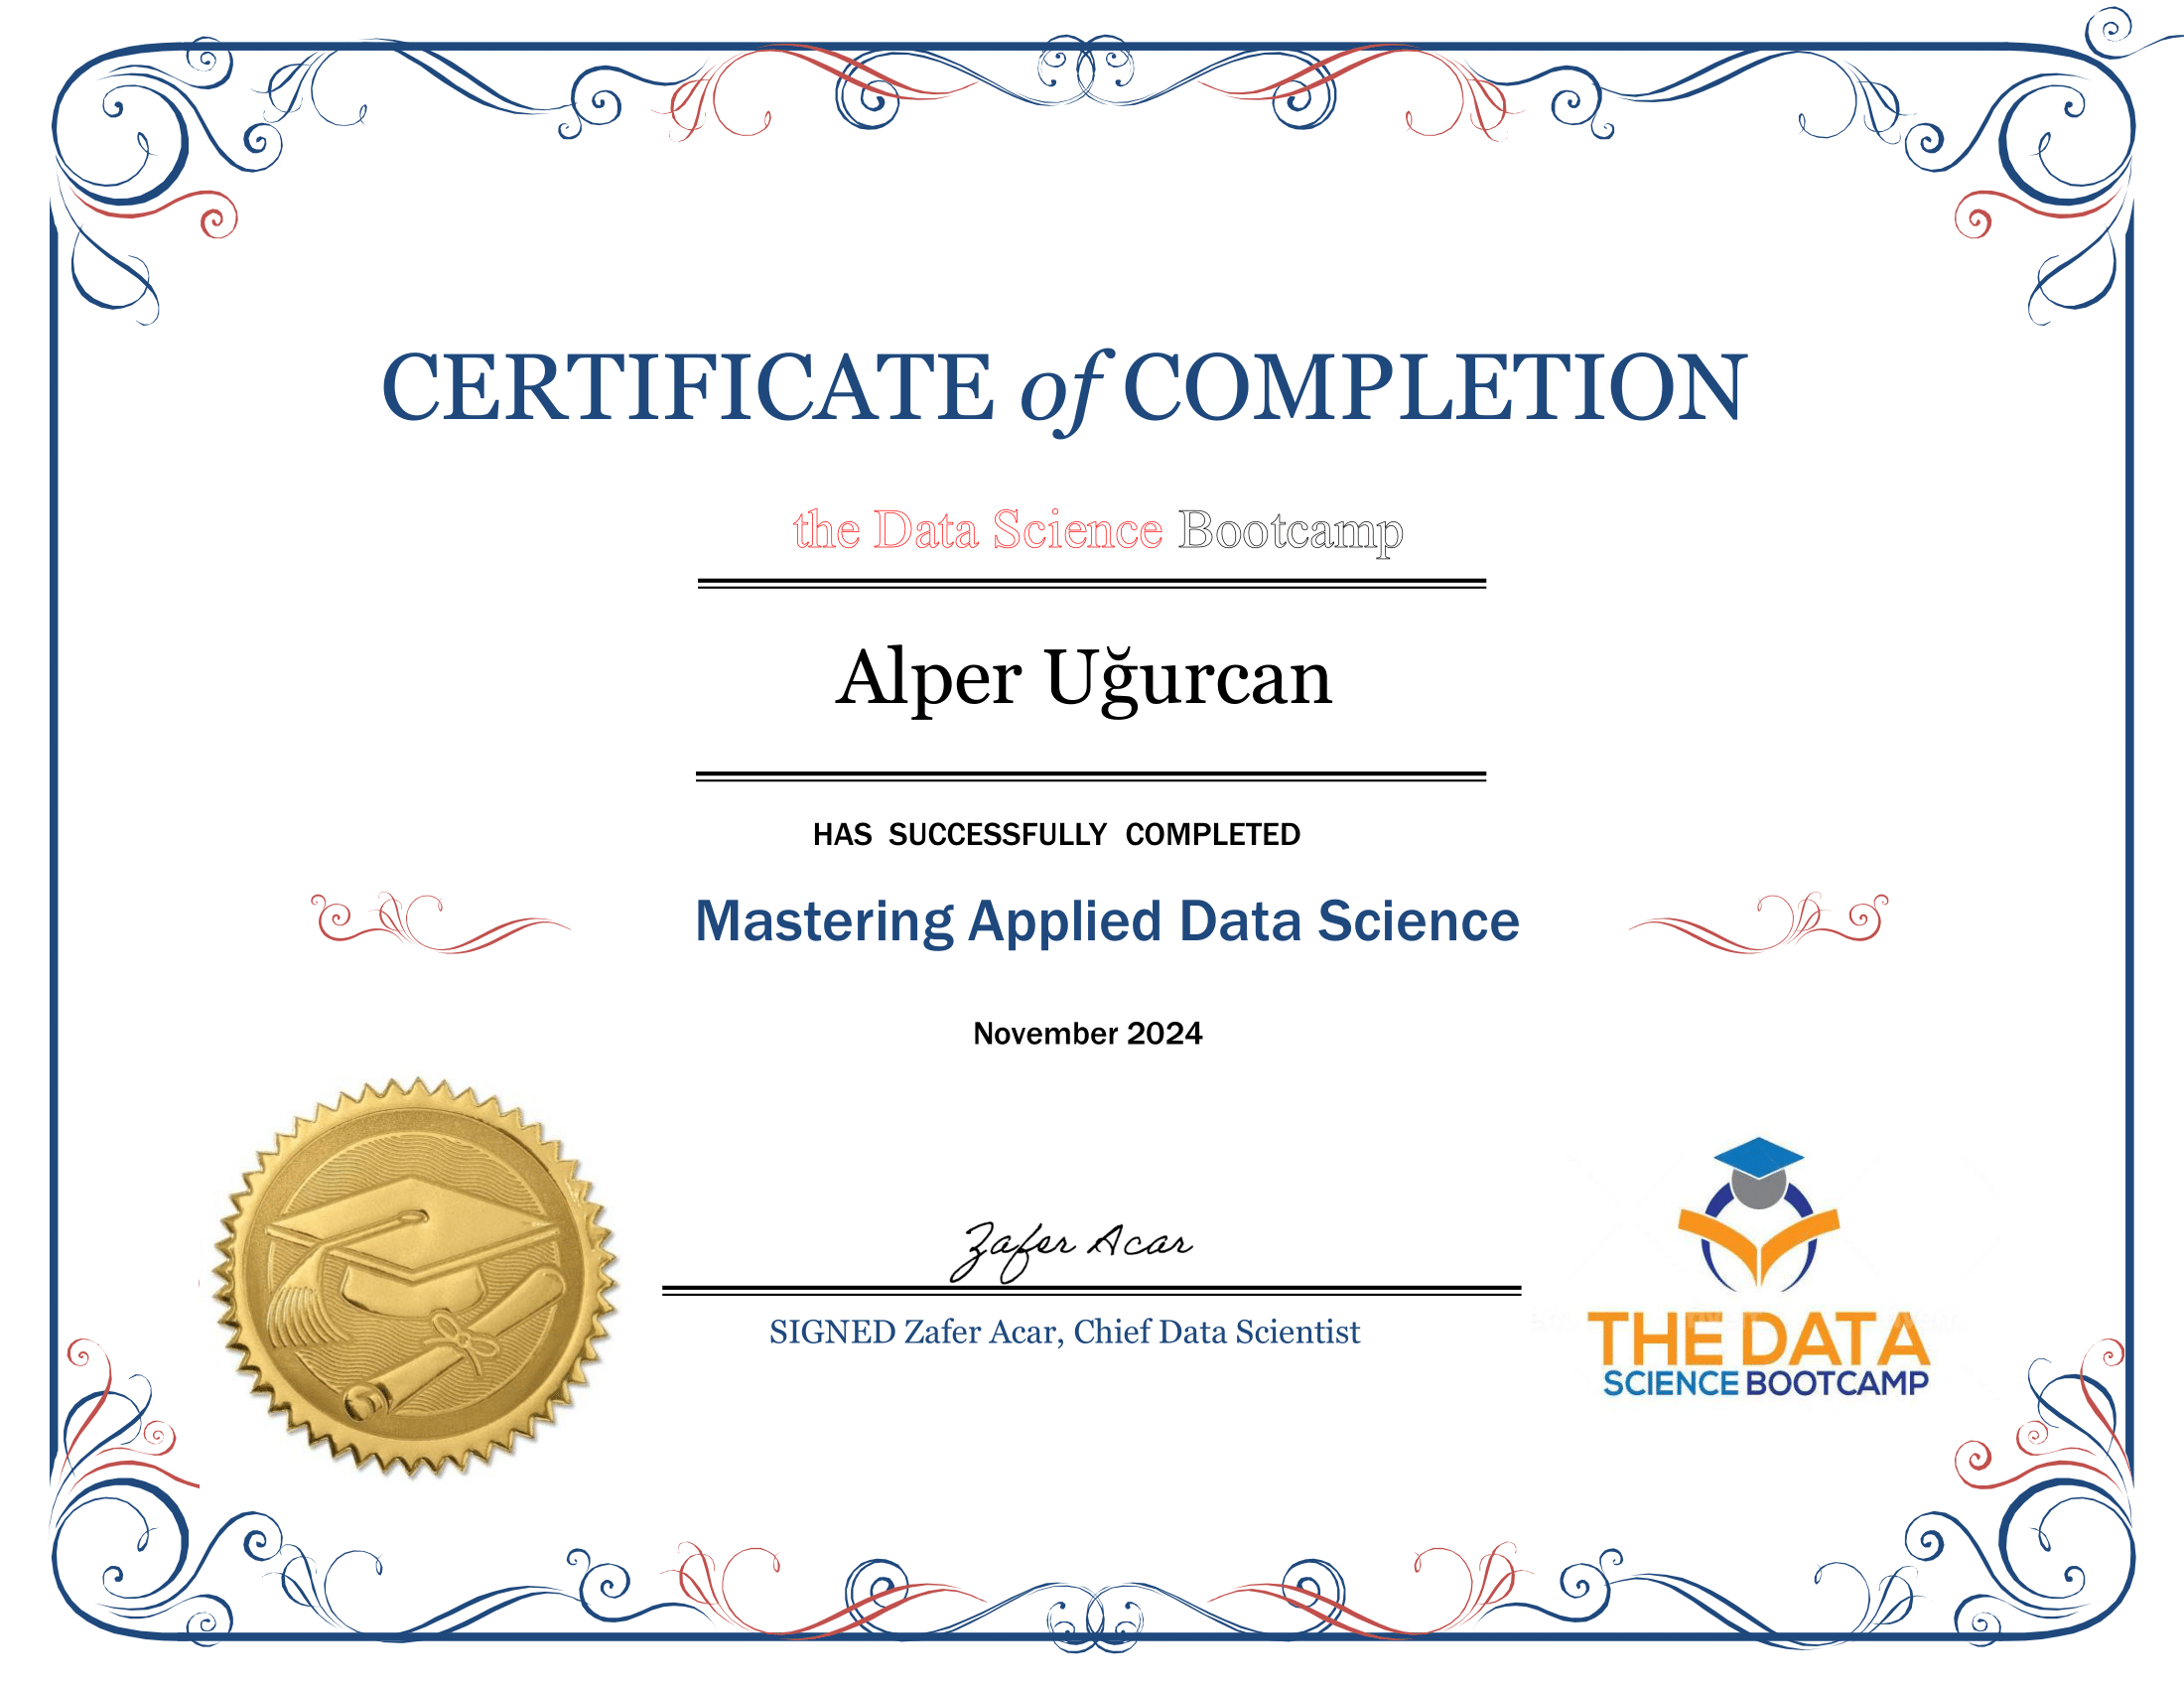 CERTIFICATE of COMPLETION
the Data Science Bootcamp
Alper Uğurcan
HAS SUCCESSFULLY COMPLETED
Mastering Applied Data Science
November 2024
Zafer Acar
SIGNED Zafer Acar, Chief Data Scientist
THE DATA
SCIENCE BOOTCAMP